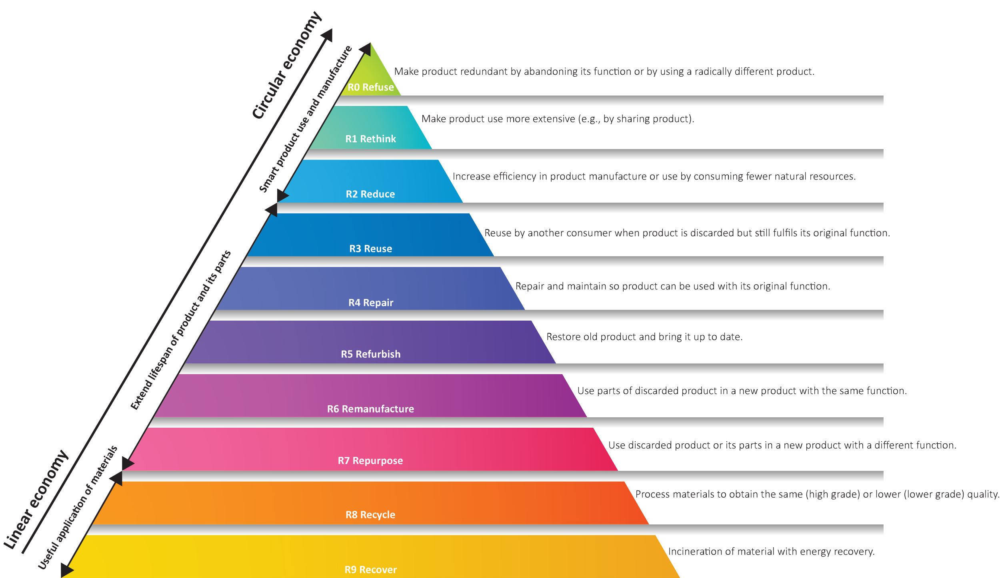 Circular economy
Linear economy
Smart product use and manufacture
Extend lifespan of product and its parts
Useful application of materials
R0 Refuse
Make product redundant by abandoning its function or by using a radically different product.
R1 Rethink
Make product use more extensive (e.g., by sharing product).
R2 Reduce
Increase efficiency in product manufacture or use by consuming fewer natural resources.
R3 Reuse
Reuse by another consumer when product is discarded but still fulfils its original function.
R4 Repair
Repair and maintain so product can be used with its original function.
R5 Refurbish
Restore old product and bring it up to date.
R6 Remanufacture
Use parts of discarded product in a new product with the same function.
R7 Repurpose
Use discarded product or its parts in a new product with a different function.
R8 Recycle
Process materials to obtain the same (high grade) or lower (lower grade) quality.
R9 Recover
Incineration of material with energy recovery.